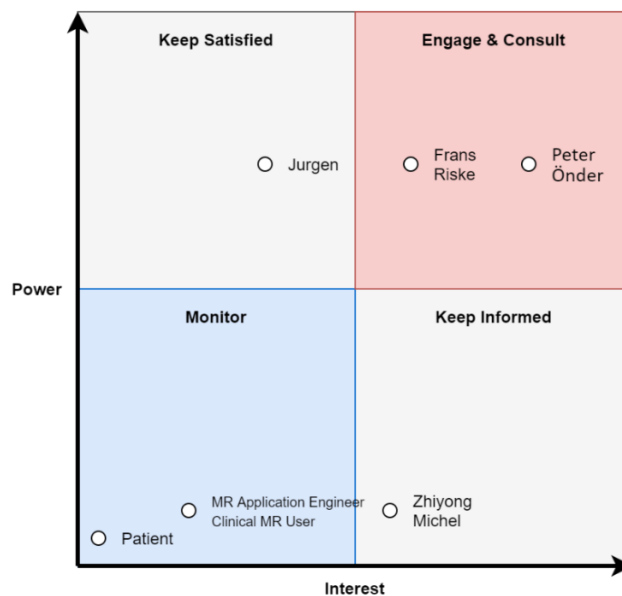 Keep Satisfied
Engage & Consult
Jurgen
Frans
Riske
Peter
Önder
Power
Monitor
Keep Informed
MR Application Engineer
Clinical MR User
Zhiyong
Michel
Patient
Interest